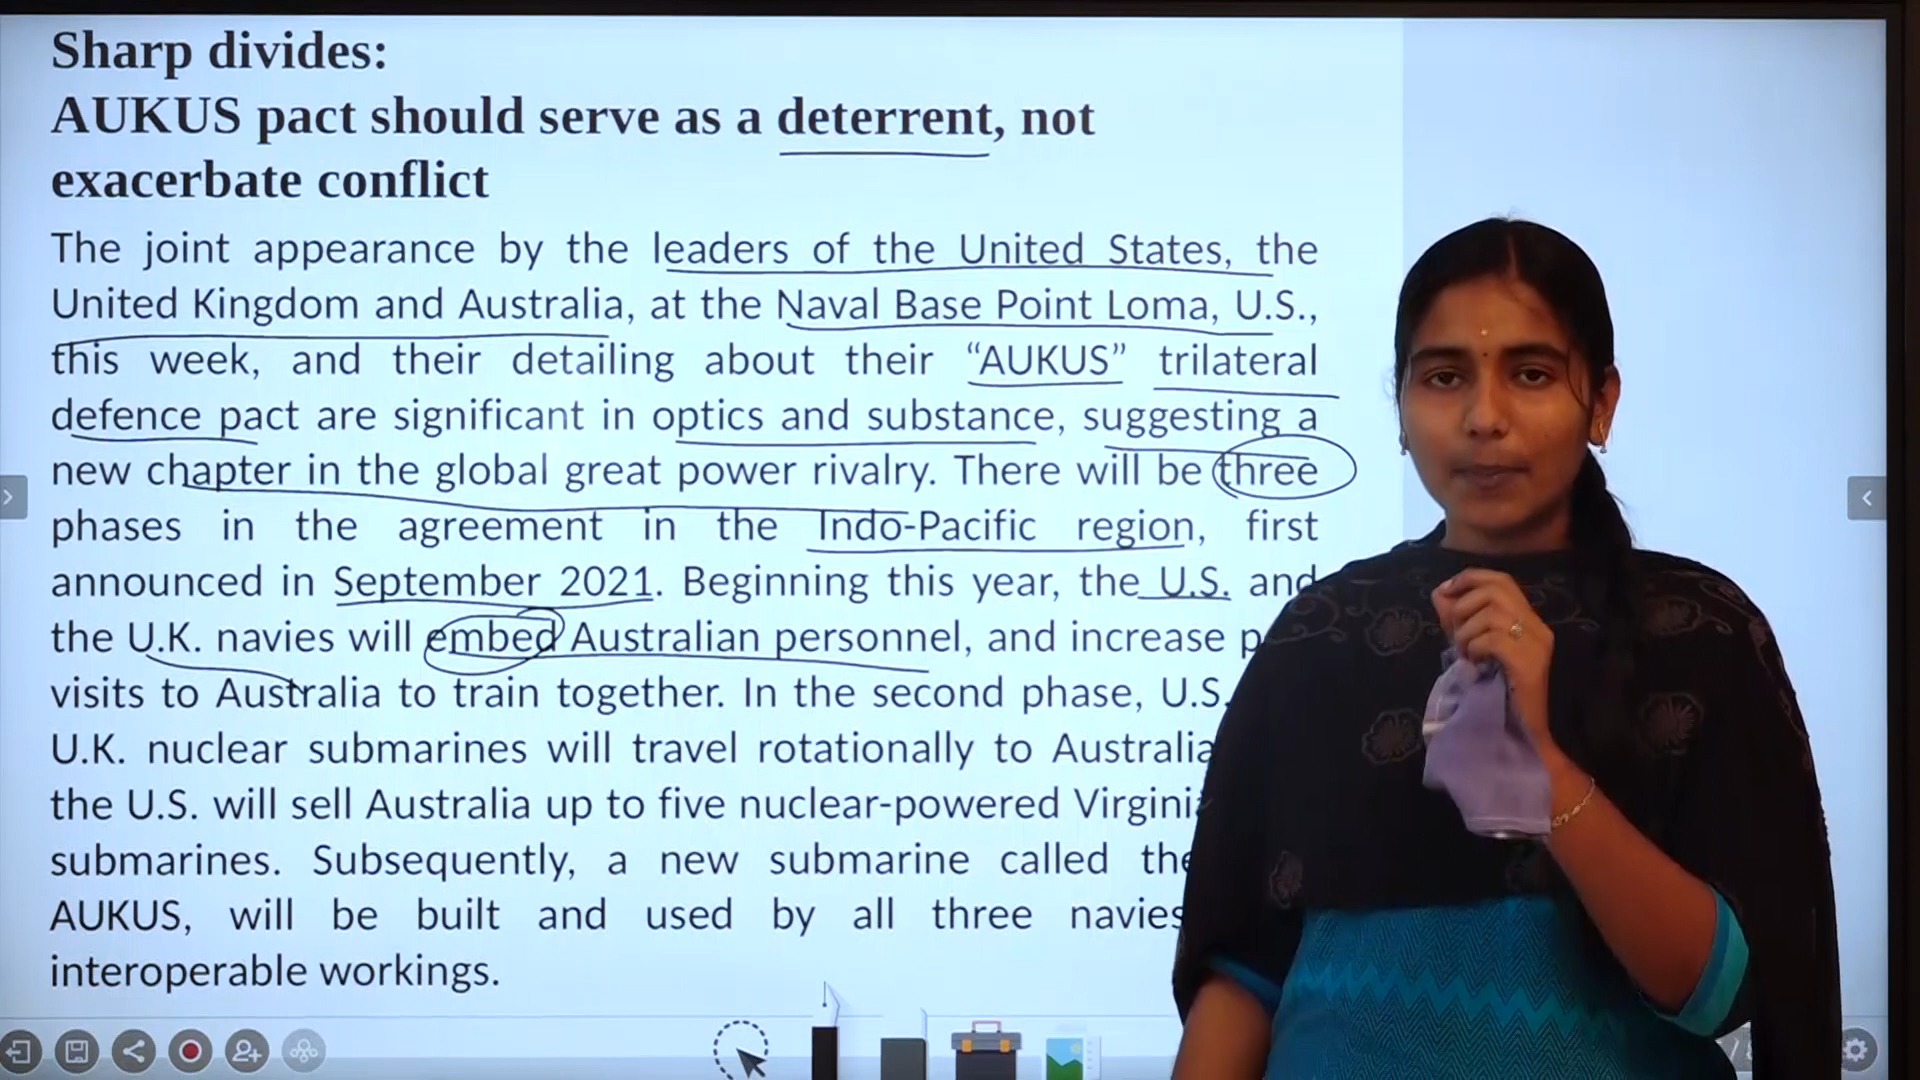 Sharp divides:
AUKUS pact should serve as a deterrent, not
exacerbate conflict
The joint appearance by the leaders of the United States, the
United Kingdom and Australia, at the Naval Base Point Loma, U.S.,
this week, and their detailing about their “AUKUS” trilateral
defence pact are significant in optics and substance, suggesting a
new chapter in the global great power rivalry. There will be three
phases in the agreement in the Indo-Pacific region, first
announced in September 2021. Beginning this year, the U.S. and
the U.K. navies will embed Australian personnel, and increase
visits to Australia to train together. In the second phase, U.S.
U.K. nuclear submarines will travel rotationally to Australia
the U.S. will sell Australia up to five nuclear-powered
submarines. Subsequently, a new submarine called
AUKUS, will be built and used by all three navies
interoperable workings.